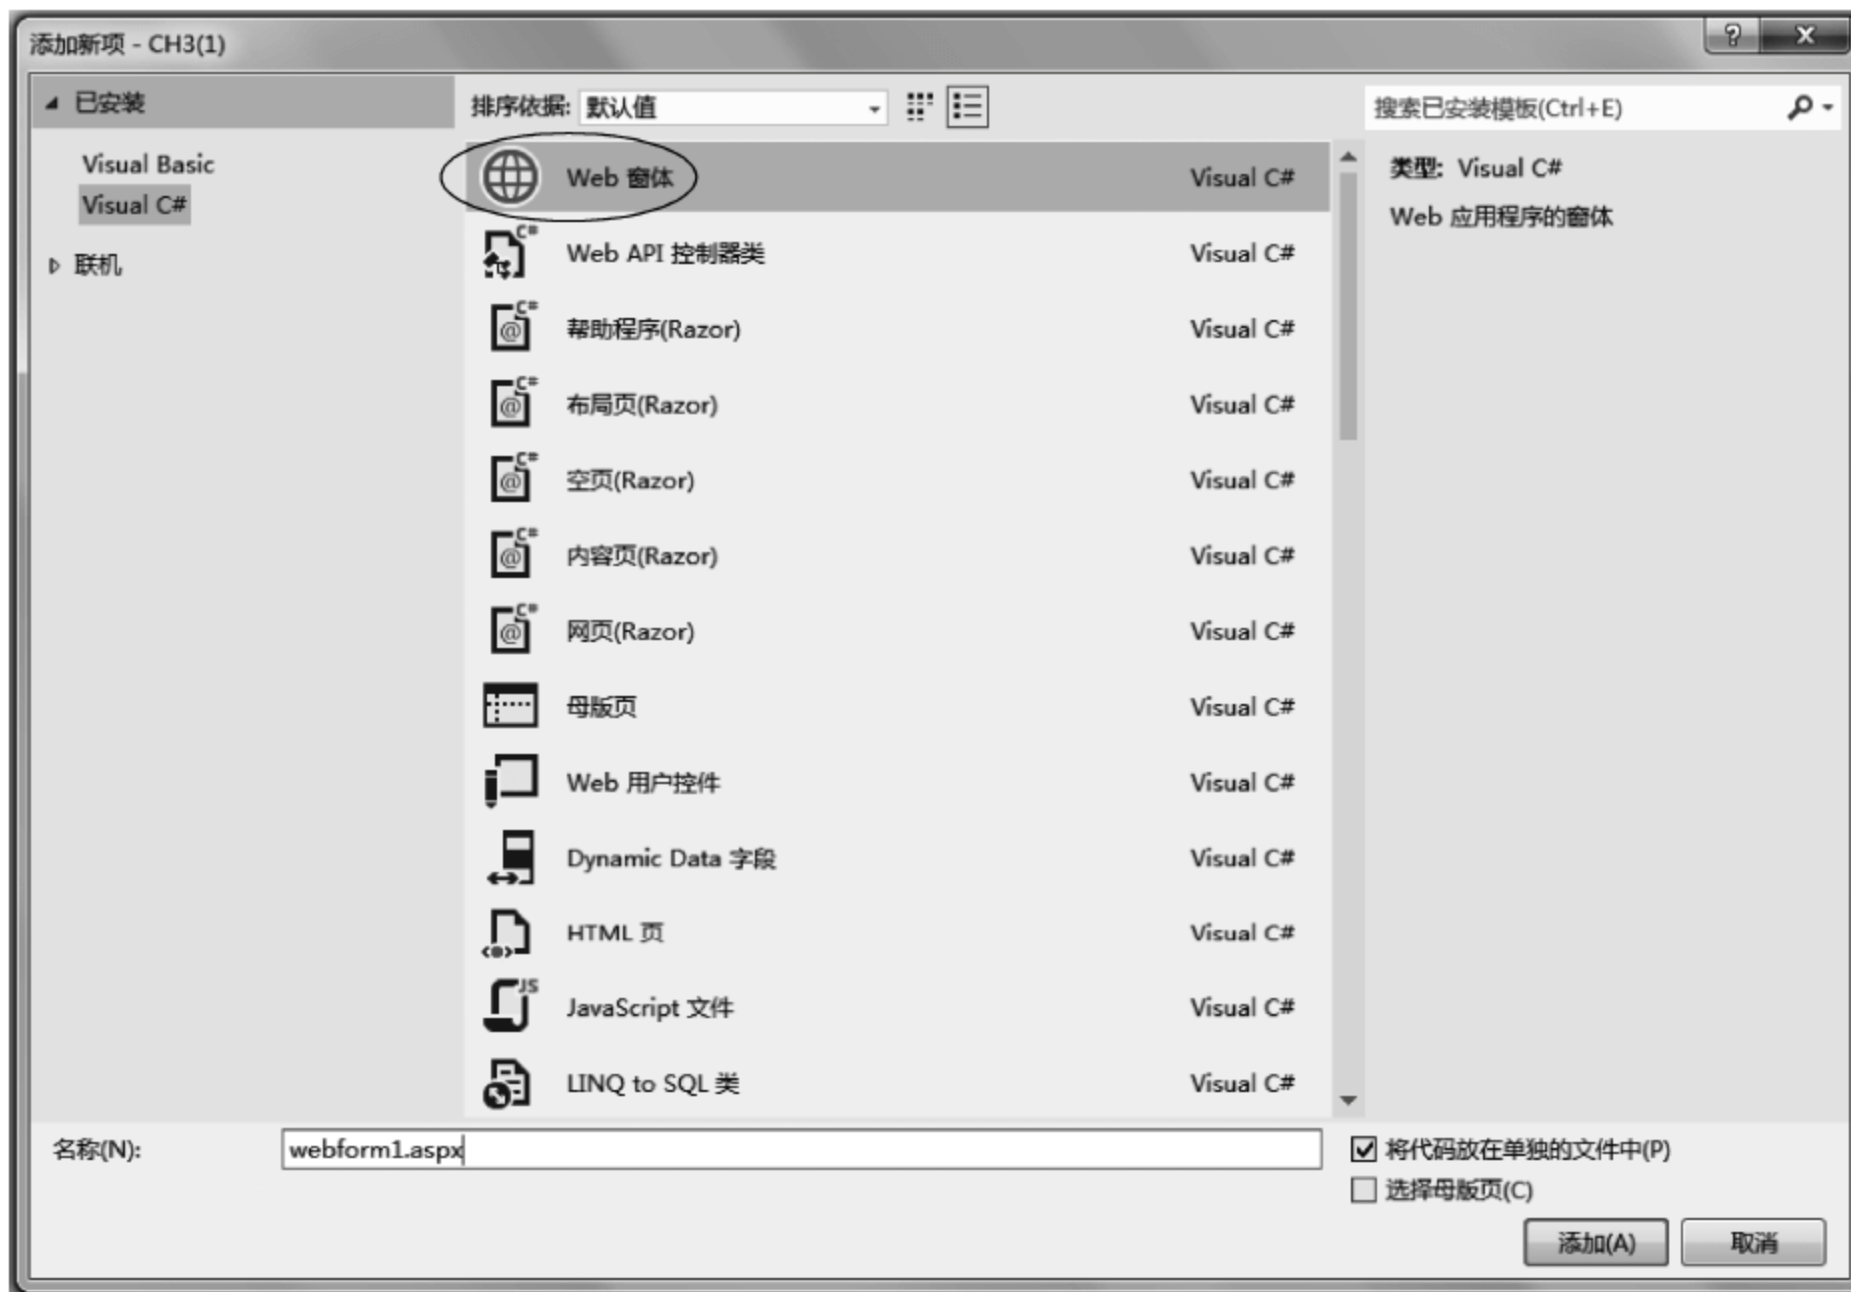 添加新项 - CH3(1)
已安装
排序依据: 默认值
搜索已安装模板(Ctrl+E)
Visual Basic
Visual C#
联机
Web 窗体 Visual C#
Web API 控制器类 Visual C#
帮助程序(Razor) Visual C#
布局页(Razor) Visual C#
空页(Razor) Visual C#
内容页(Razor) Visual C#
网页(Razor) Visual C#
母版页 Visual C#
Web 用户控件 Visual C#
Dynamic Data 字段 Visual C#
HTML 页 Visual C#
JavaScript 文件 Visual C#
LINQ to SQL 类 Visual C#
类型: Visual C#
Web 应用程序的窗体
名称(N): webform1.aspx
将代码放在单独的文件中(P)
选择母版页(C)
添加(A) 取消